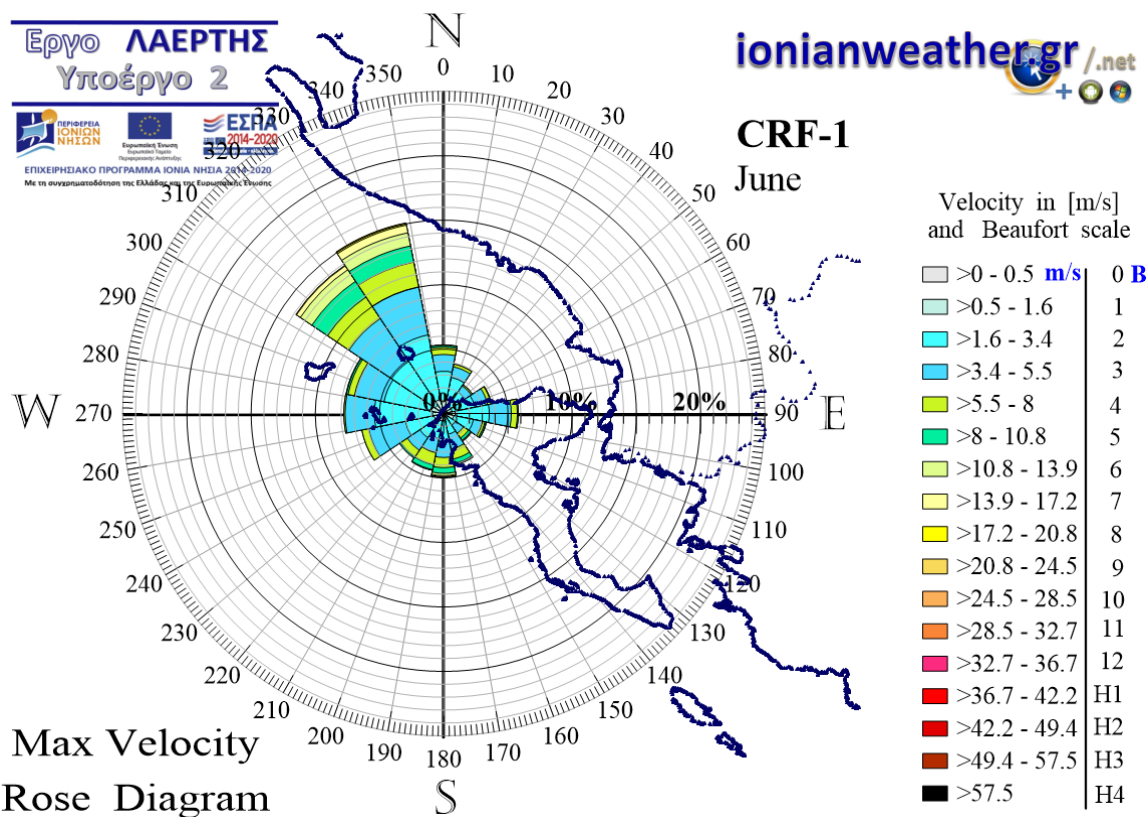 Εργο ΛΑΕΡΤΗΣ
Υποέργο 2
ΠΕΡΙΦΕΡΕΙΑ
ΙΟΝΙΩΝ
ΝΗΣΩΝ
Ευρωπαϊκή Ένωση
Ευρωπαϊκό Ταμείο
Περιφερειακής Ανάπτυξης
ΕΣΠΑ
2014-2020
ΕΠΙΧΕΙΡΗΣΙΑΚΟ ΠΡΟΓΡΑΜΜΑ ΙΟΝΙΑ ΝΗΣΙΑ 2014-2020
Με τη συγχρηματοδότηση της Ελλάδας και της Ευρωπαϊκής Ένωσης
ionianweather.gr /.net
+
CRF-1
June
N
0
10
20
30
40
50
60
70
80
90
E
100
110
120
130
140
150
160
170
180
S
190
200
210
220
230
240
250
260
270
W
280
290
300
310
320
330
340
350
0%
10%
20%
Velocity in [m/s]
and Beaufort scale
>0 - 0.5 m/s 0 B
>0.5 - 1.6 1
>1.6 - 3.4 2
>3.4 - 5.5 3
>5.5 - 8 4
>8 - 10.8 5
>10.8 - 13.9 6
>13.9 - 17.2 7
>17.2 - 20.8 8
>20.8 - 24.5 9
>24.5 - 28.5 10
>28.5 - 32.7 11
>32.7 - 36.7 12
>36.7 - 42.2 H1
>42.2 - 49.4 H2
>49.4 - 57.5 H3
>57.5 H4
Max Velocity
Rose Diagram